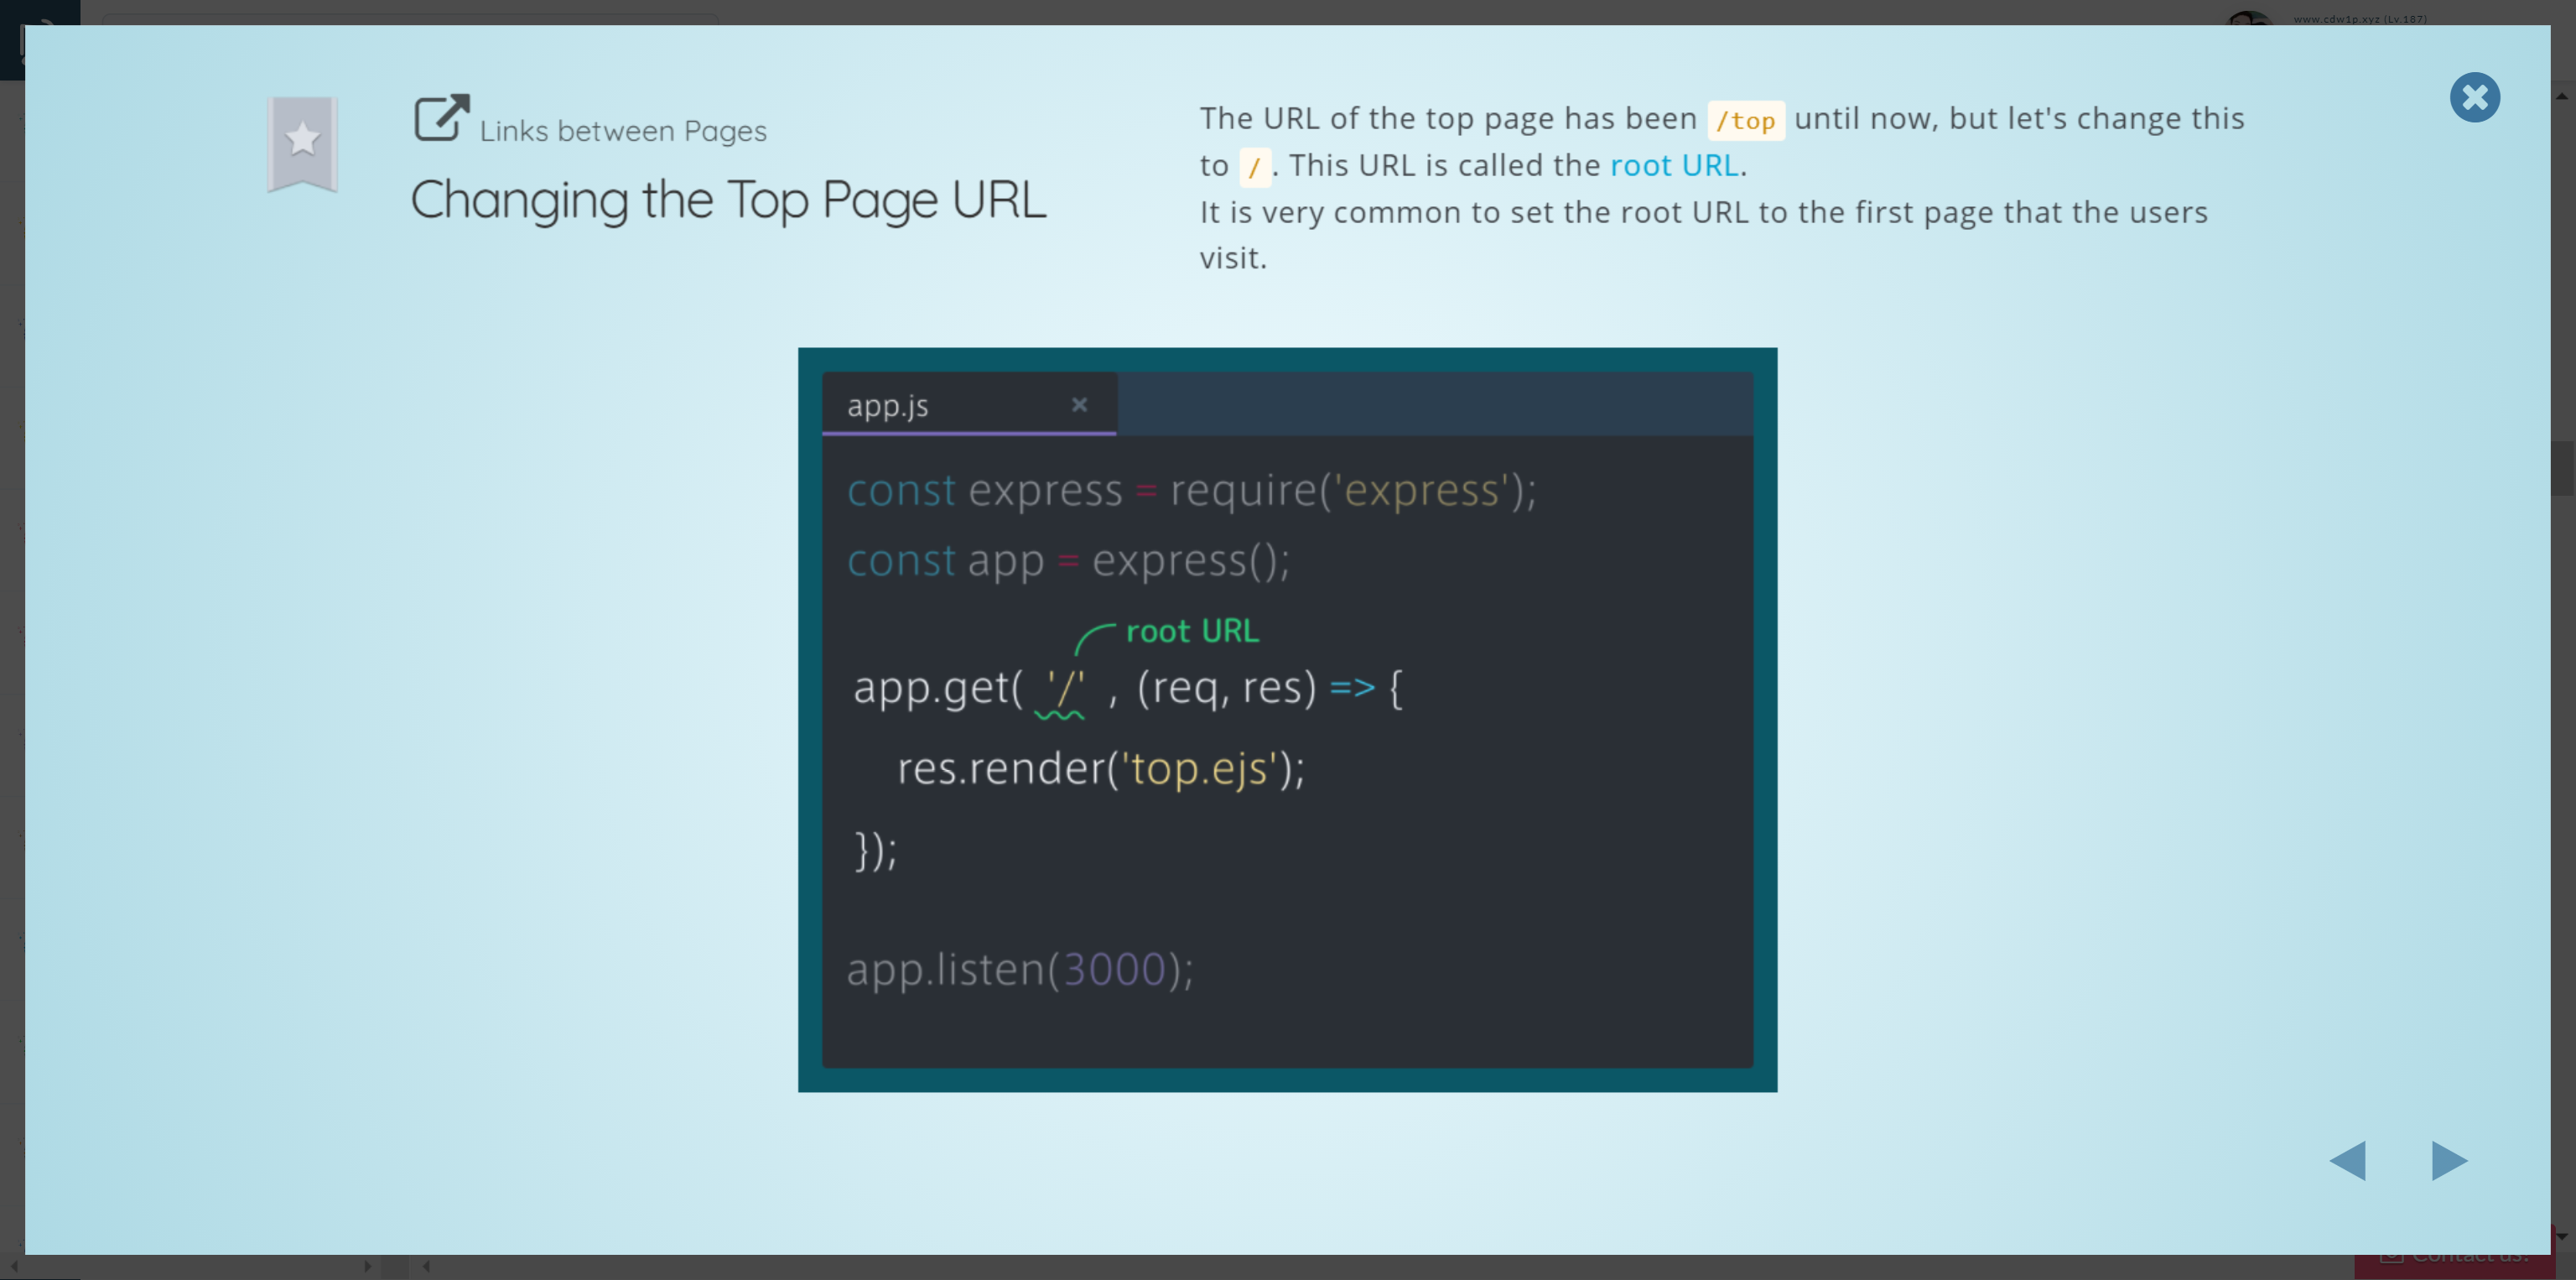 www.cdw1p.xyz (Lv.187)
Links between Pages
Changing the Top Page URL
The URL of the top page has been /top until now, but let's change this
to /. This URL is called the root URL.
It is very common to set the root URL to the first page that the users
visit.
app.js ×
const express = require('express');
const app = express();
root URL
app.get( '/' , (req, res) => {
res.render('top.ejs');
});
app.listen(3000);
Contact us!